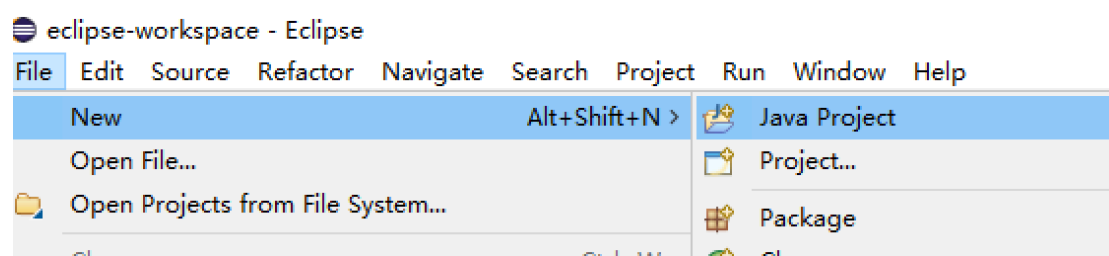 eclipse-workspace - Eclipse
File Edit Source Refactor Navigate Search Project Run Window Help
New Alt+Shift+N > Java Project
Open File... Project...
Open Projects from File System...
Package